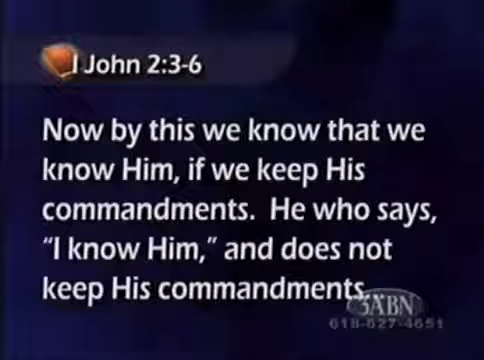 I John 2:3-6
Now by this we know that we
know Him, if we keep His
commandments.  He who says,
“I know Him,” and does not
keep His commandments,
3ABN
618-627-4651